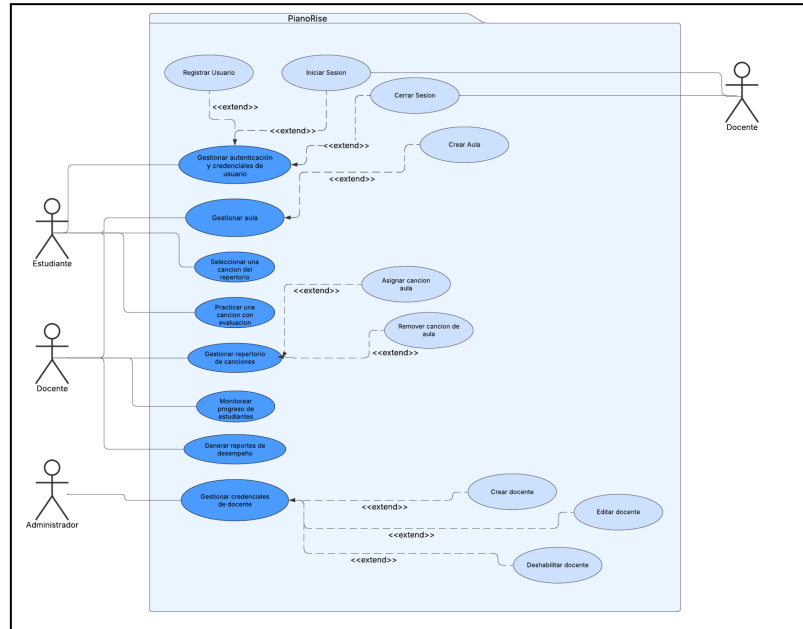 PianoRise
Registrar Usuario
Iniciar Sesion
Cerrar Sesion
<<extend>>
<<extend>>
<<extend>>
Docente
Crear Aula
Gestionar autenticación
y credenciales de
usuario
<<extend>>
Gestionar aula
Estudiante
Seleccionar una
cancion del
repertorio
Asignar cancion
aula
<<extend>>
Practicar una
cancion con
evaluacion
Remover cancion de
aula
<<extend>>
Gestionar repertorio
de canciones
Docente
Monitorear
progreso de
estudiantes
Generar reportes de
desempeño
Gestionar credenciales
de docente
Administrador
Crear docente
<<extend>>
Editar docente
<<extend>>
<<extend>>
Deshabilitar docente